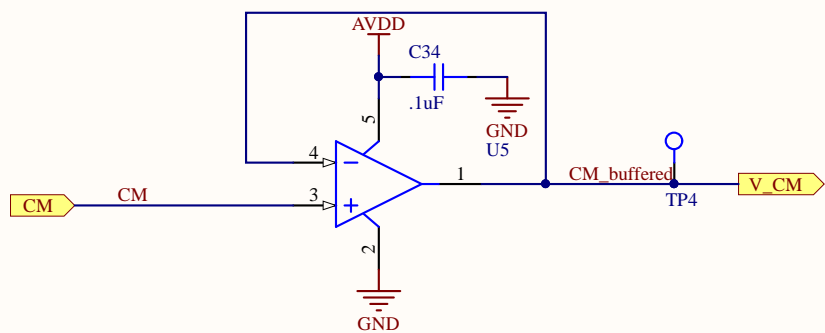 AVDD
C34
.1uF
GND
U5
5
4
1
CM_buffered
TP4
V_CM
CM
CM
3
2
GND